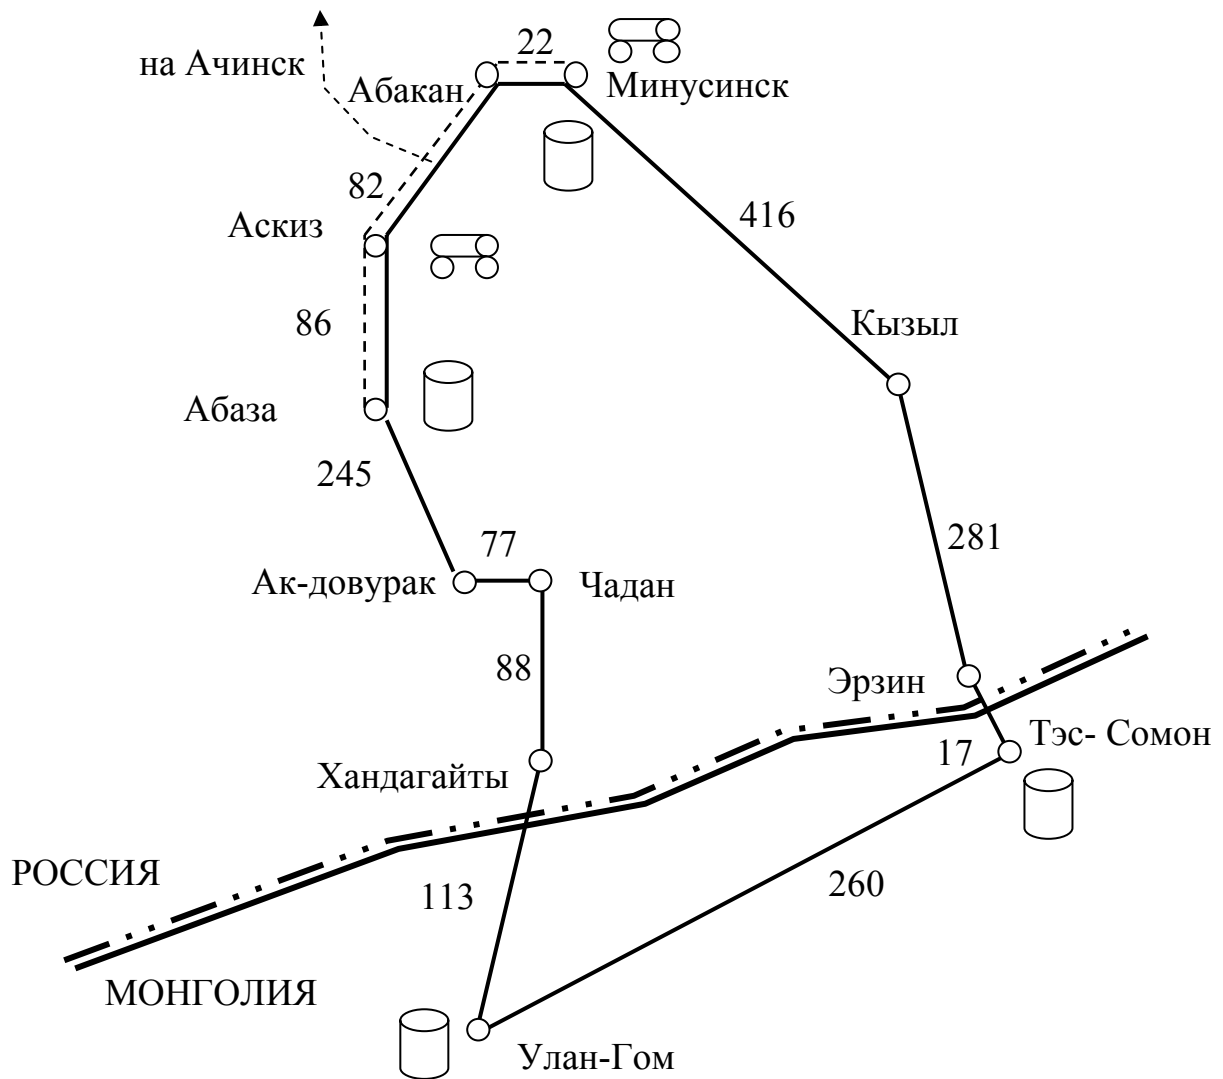 22
на Ачинск
Абакан
Минусинск
82
416
Аскиз
86
Кызыл
Абаза
245
77
281
Ак-довурак
Чадан
88
Эрзин
Тэс- Сомон
17
Хандагайты
РОССИЯ
113
260
МОНГОЛИЯ
Улан-Гом